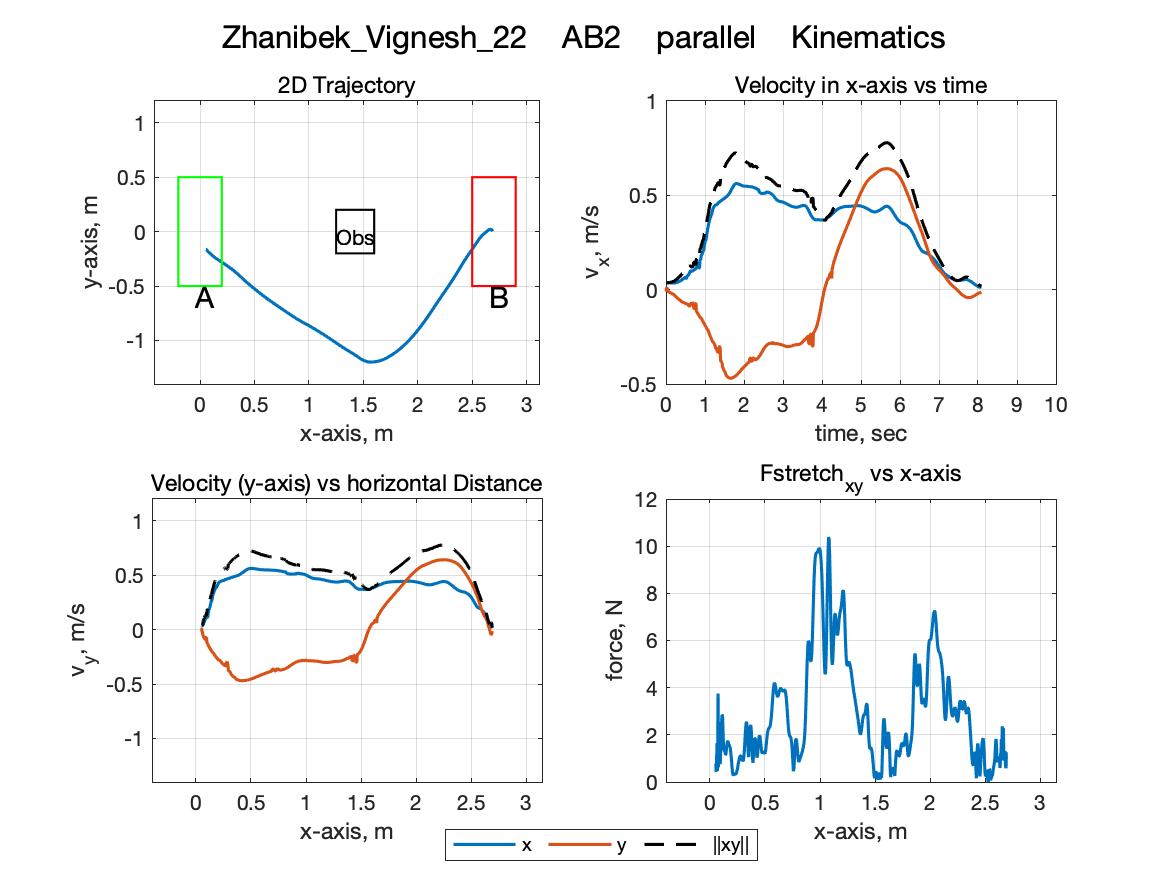 Zhanibek_Vignesh_22 AB2 parallel Kinematics
2D Trajectory
1
0.5
0
-0.5
-1
y-axis, m
A
Obs
B
0 0.5 1 1.5 2 2.5 3
x-axis, m
Velocity in x-axis vs time
1
0.5
0
-0.5
v_x, m/s
0 1 2 3 4 5 6 7 8 9 10
time, sec
Velocity (y-axis) vs horizontal Distance
1
0.5
0
-0.5
-1
v_y, m/s
0 0.5 1 1.5 2 2.5 3
x-axis, m
Fstretch_xy vs x-axis
12
10
8
6
4
2
0
force, N
0 0.5 1 1.5 2 2.5 3
x-axis, m
x y ||xy||